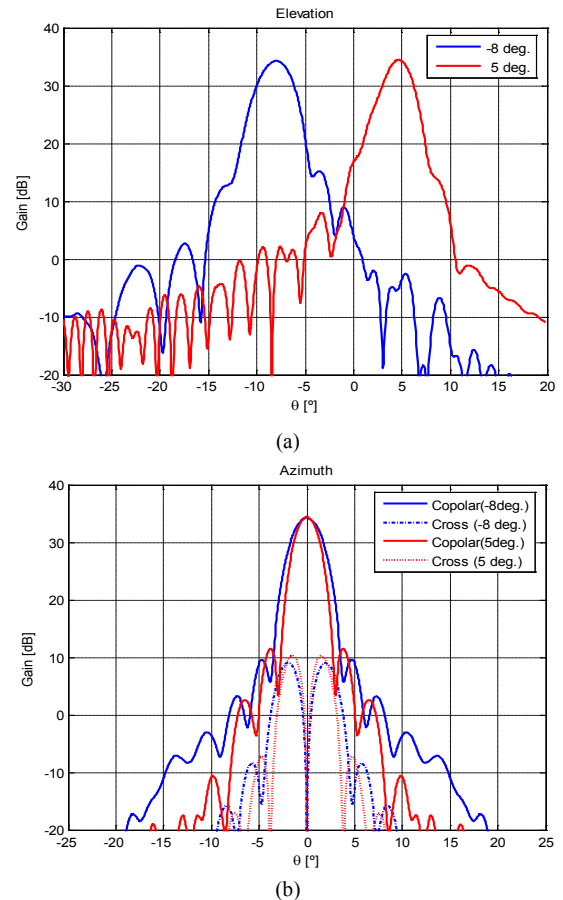 Elevation
-8 deg.
5 deg.
Gain [dB]
40
30
20
10
0
-10
-20
-30 -25 -20 -15 -10 -5 0 5 10 15 20
θ [º]
(a)
Azimuth
Copolar(-8deg.)
Cross (-8 deg.)
Copolar(5deg.)
Cross (5 deg.)
Gain [dB]
40
30
20
10
0
-10
-20
-25 -20 -15 -10 -5 0 5 10 15 20 25
θ [º]
(b)